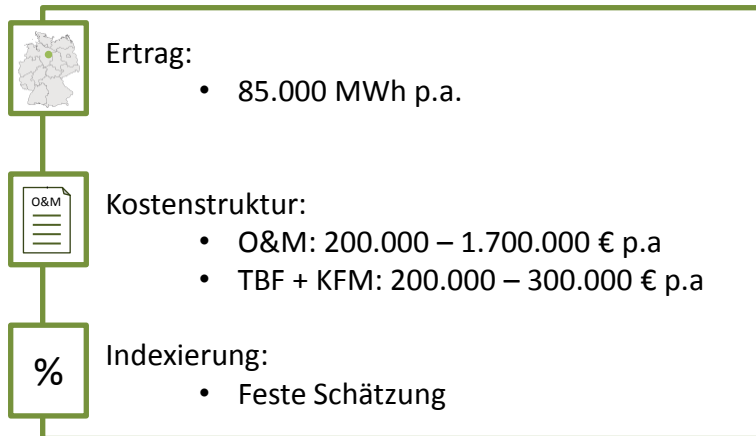 Ertrag:
• 85.000 MWh p.a.
O&M
Kostenstruktur:
• O&M: 200.000 – 1.700.000 € p.a
• TBF + KFM: 200.000 – 300.000 € p.a
%
Indexierung:
• Feste Schätzung